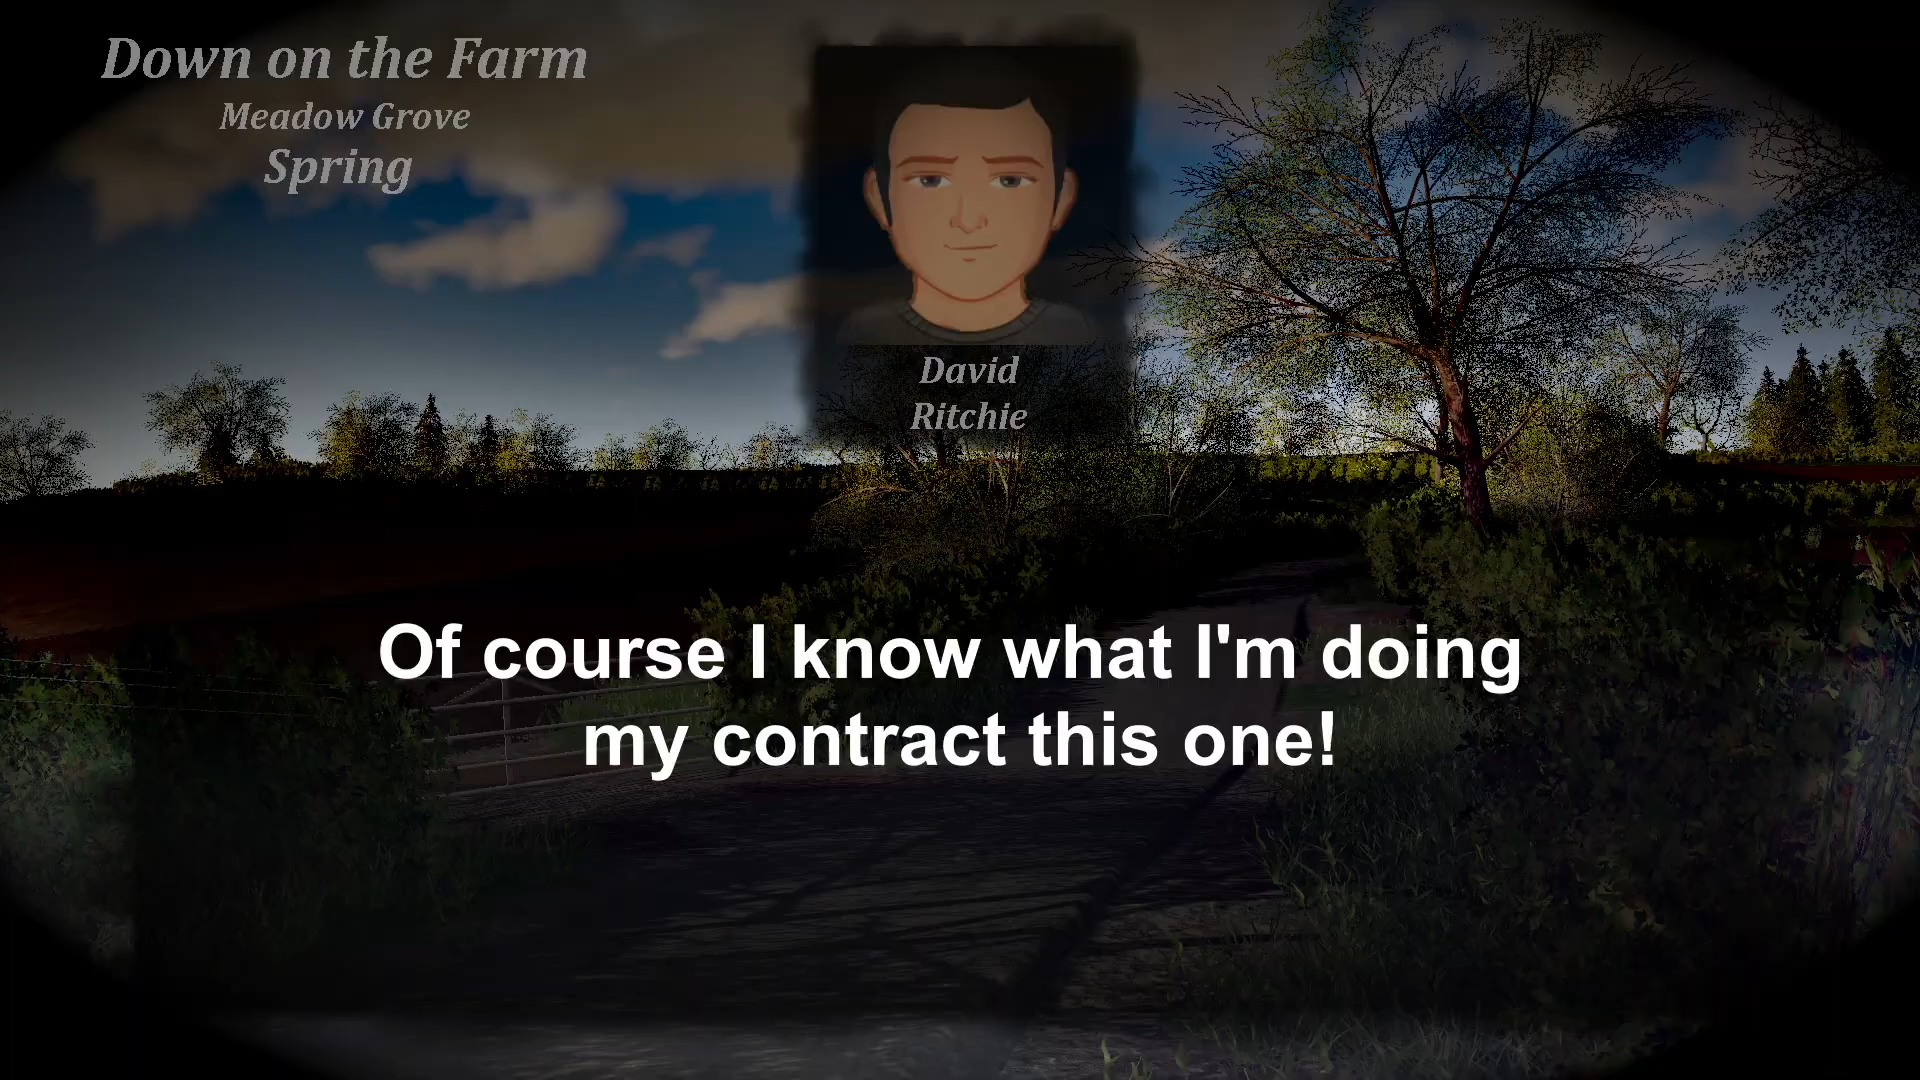 Down on the Farm
Meadow Grove
Spring
David
Ritchie
Of course I know what I'm doing
my contract this one!